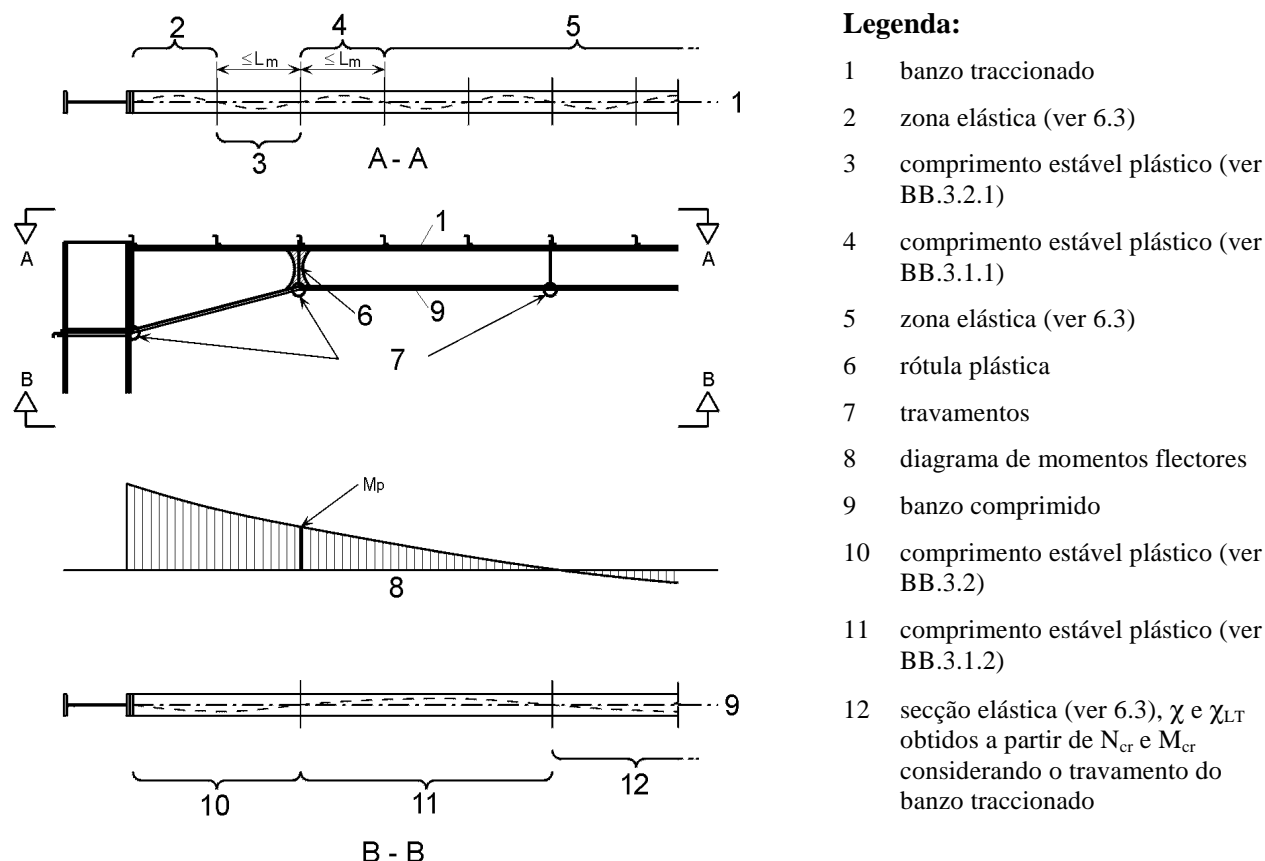 2
4
5
≤Lm
≤Lm
1
3
A - A
A
1
A
6
9
7
B
B
Mp
8
9
10
11
12
B - B
Legenda:
1 banzo traccionado
2 zona elástica (ver 6.3)
3 comprimento estável plástico (ver
BB.3.2.1)
4 comprimento estável plástico (ver
BB.3.1.1)
5 zona elástica (ver 6.3)
6 rótula plástica
7 travamentos
8 diagrama de momentos flectores
9 banzo comprimido
10 comprimento estável plástico (ver
BB.3.2)
11 comprimento estável plástico (ver
BB.3.1.2)
12 secção elástica (ver 6.3), χ e χLT
obtidos a partir de Ncr e Mcr
considerando o travamento do
banzo traccionado